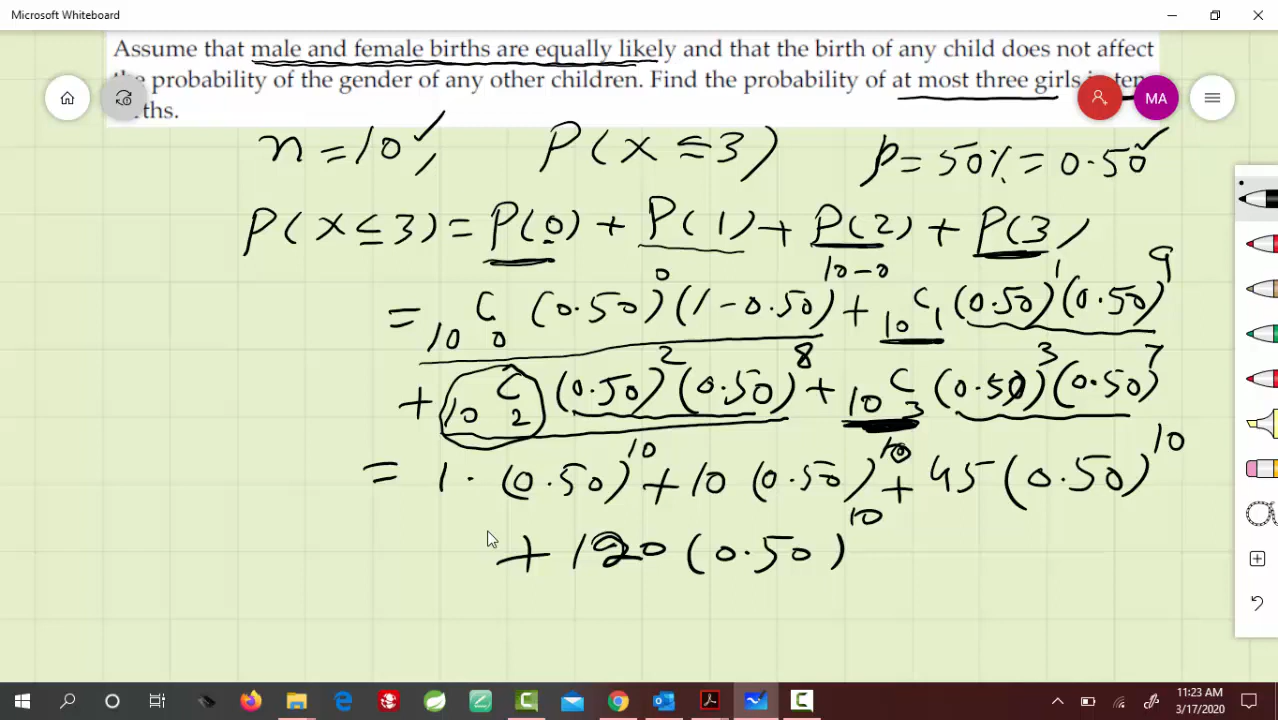 Microsoft Whiteboard
Assume that male and female births are equally likely and that the birth of any child does not affect
the probability of the gender of any other children. Find the probability of at most three girls in ten
MA
n = 10 ✓, P(x ≤ 3) p = 50% = 0.50 ✓
P(x ≤ 3) = P(0) + P(1) + P(2) + P(3)
= ₁₀C₀ (0.50)⁰ (1 - 0.50)¹⁰⁻⁰ + ₁₀C₁ (0.50)¹ (0.50)⁹
+ ₁₀C₂ (0.50)² (0.50)⁸ + ₁₀C₃ (0.50)³ (0.50)⁷
= 1 · (0.50)¹⁰ + 10 (0.50)¹⁰ + 45 (0.50)¹⁰
+ 120 (0.50)¹⁰
11:23 AM
3/17/2020